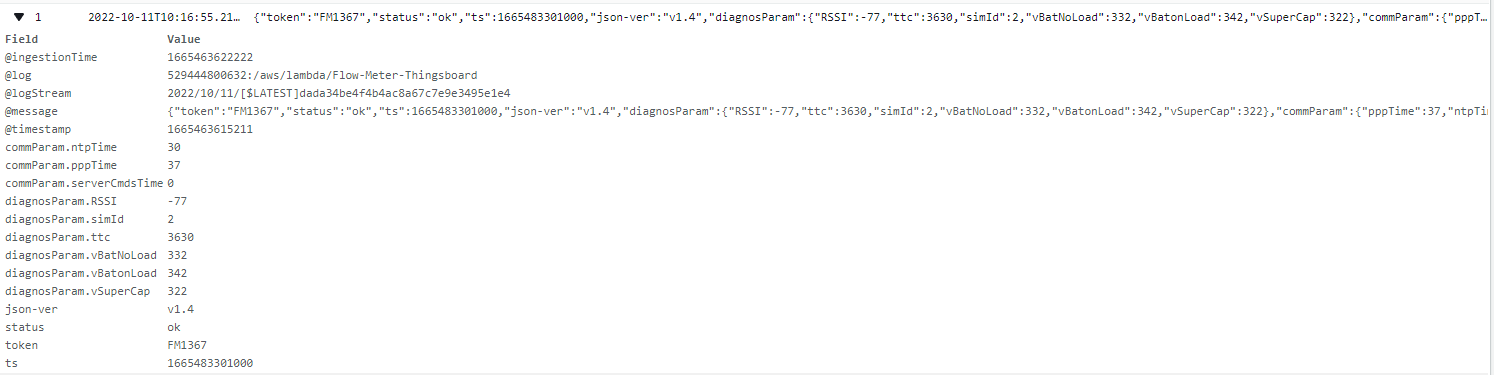 1 2022-10-11T10:16:55.21… {"token":"FM1367","status":"ok","ts":1665483301000,"json-ver":"v1.4","diagnosParam":{"RSSI":-77,"ttc":3630,"simId":2,"vBatNoLoad":332,"vBatonLoad":342,"vSuperCap":322},"commParam":{"pppT…
Field Value
@ingestionTime 1665463622222
@log 529444800632:/aws/lambda/Flow-Meter-Thingsboard
@logStream 2022/10/11/[$LATEST]dada34be4f4b4ac8a67c7e9e3495e1e4
@message {"token":"FM1367","status":"ok","ts":1665483301000,"json-ver":"v1.4","diagnosParam":{"RSSI":-77,"ttc":3630,"simId":2,"vBatNoLoad":332,"vBatonLoad":342,"vSuperCap":322},"commParam":{"pppTime":37,"ntpTi
@timestamp 1665463615211
commParam.ntpTime 30
commParam.pppTime 37
commParam.serverCmdsTime 0
diagnosParam.RSSI -77
diagnosParam.simId 2
diagnosParam.ttc 3630
diagnosParam.vBatNoLoad 332
diagnosParam.vBatonLoad 342
diagnosParam.vSuperCap 322
json-ver v1.4
status ok
token FM1367
ts 1665483301000